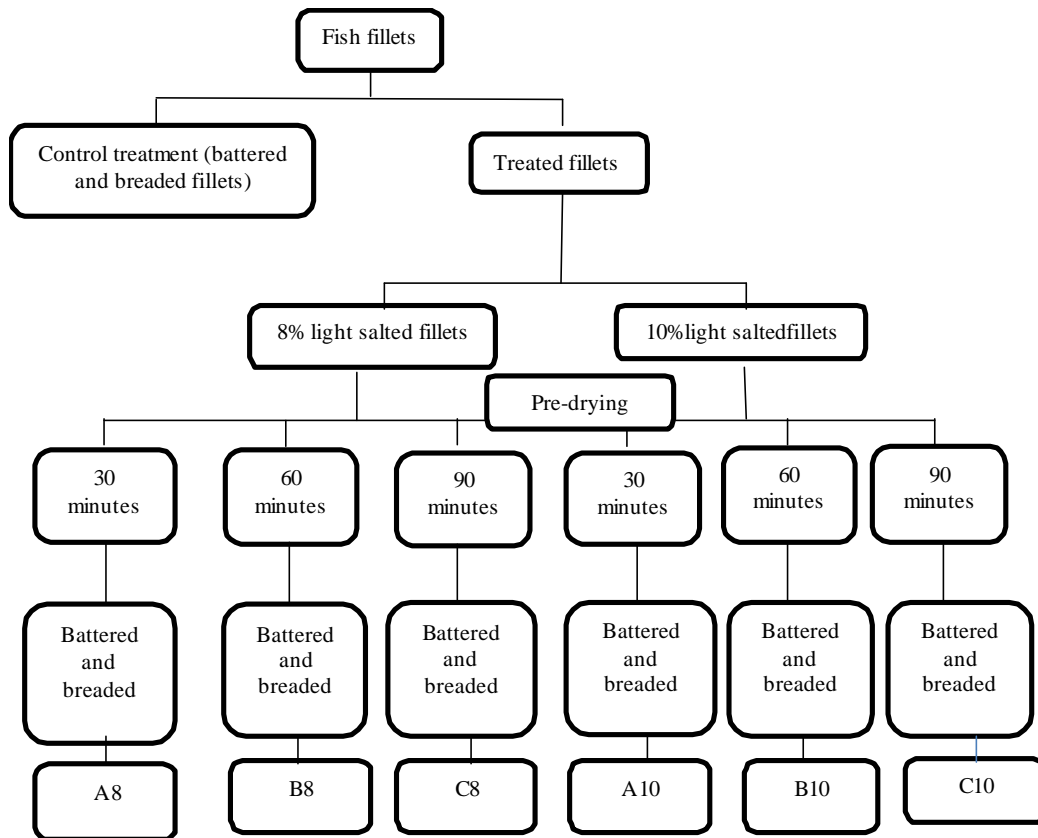 Fish fillets
Control treatment (battered
and breaded fillets)
Treated fillets
8% light salted fillets
10%light saltedfillets
Pre-drying
30
minutes
60
minutes
90
minutes
30
minutes
60
minutes
90
minutes
Battered
and
breaded
Battered
and
breaded
Battered
and
breaded
Battered
and
breaded
Battered
and
breaded
Battered
and
breaded
A8
B8
C8
A10
B10
C10